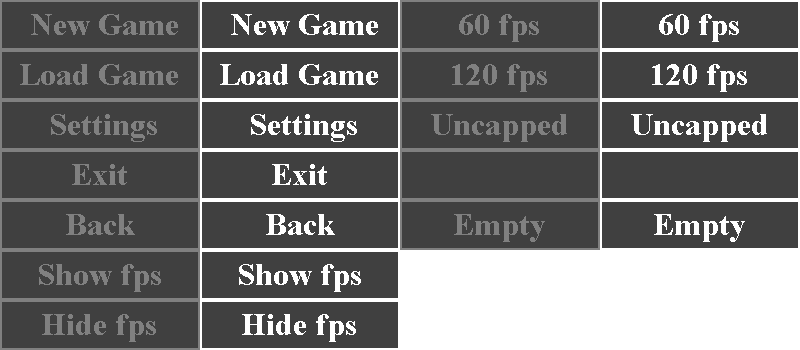 New Game New Game 60 fps 60 fps
Load Game Load Game 120 fps 120 fps
Settings Settings Uncapped Uncapped
Exit Exit
Back Back Empty Empty
Show fps Show fps
Hide fps Hide fps